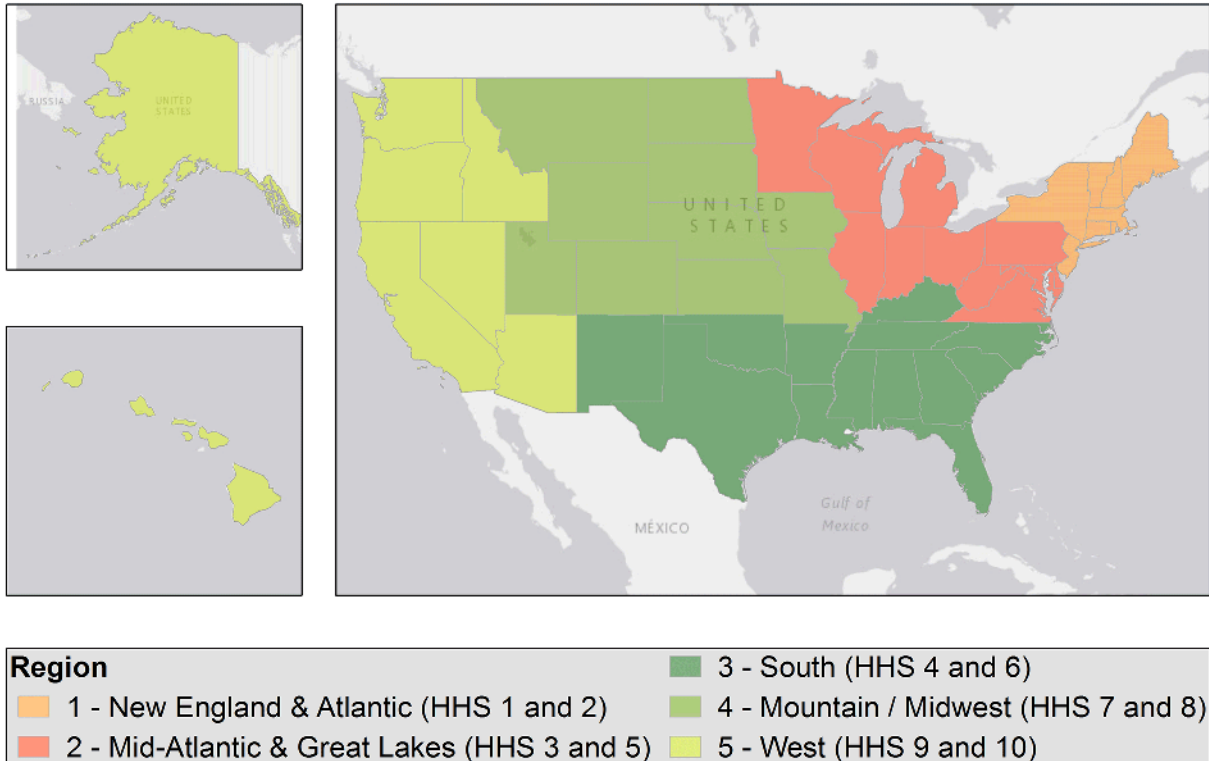 RUSSIA
UNITED
STATES
UNITED
STATES
MÉXICO
Gulf of
Mexico
Region
1 - New England & Atlantic (HHS 1 and 2)
2 - Mid-Atlantic & Great Lakes (HHS 3 and 5)
3 - South (HHS 4 and 6)
4 - Mountain / Midwest (HHS 7 and 8)
5 - West (HHS 9 and 10)